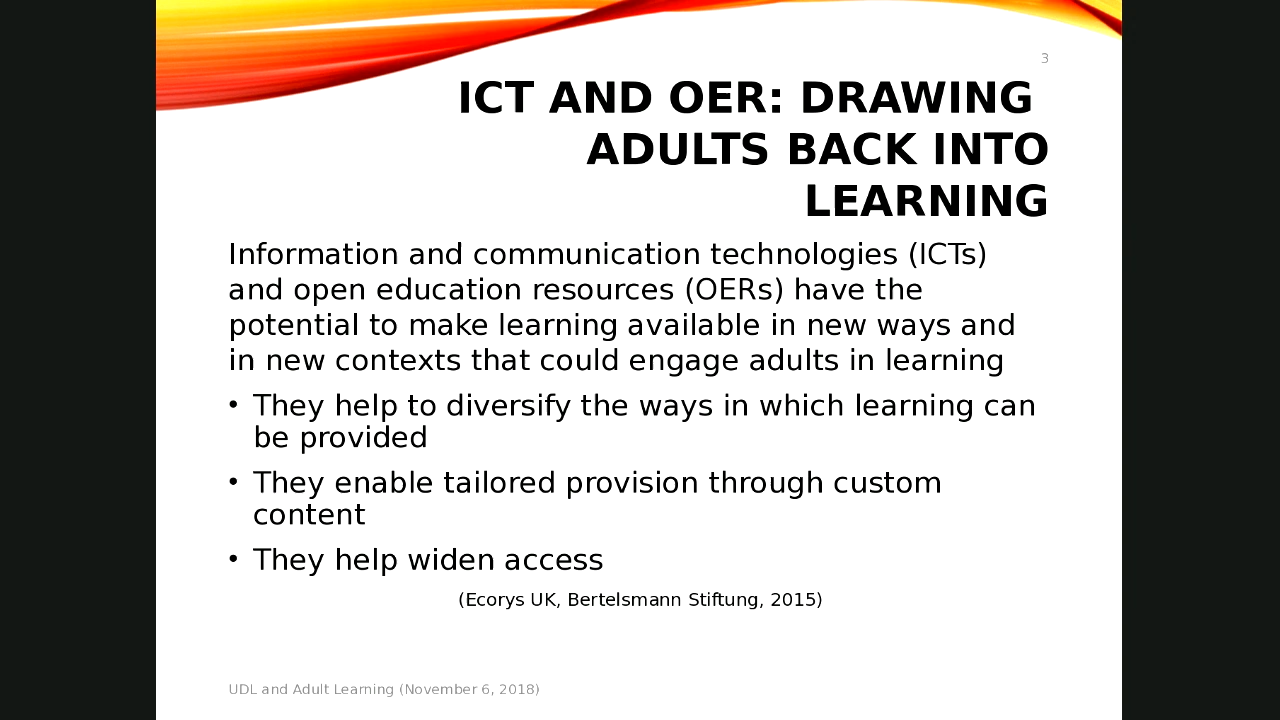 3
ICT AND OER: DRAWING
ADULTS BACK INTO
LEARNING
Information and communication technologies (ICTs)
and open education resources (OERs) have the
potential to make learning available in new ways and
in new contexts that could engage adults in learning
• They help to diversify the ways in which learning can
be provided
• They enable tailored provision through custom
content
• They help widen access
(Ecorys UK, Bertelsmann Stiftung, 2015)
UDL and Adult Learning (November 6, 2018)